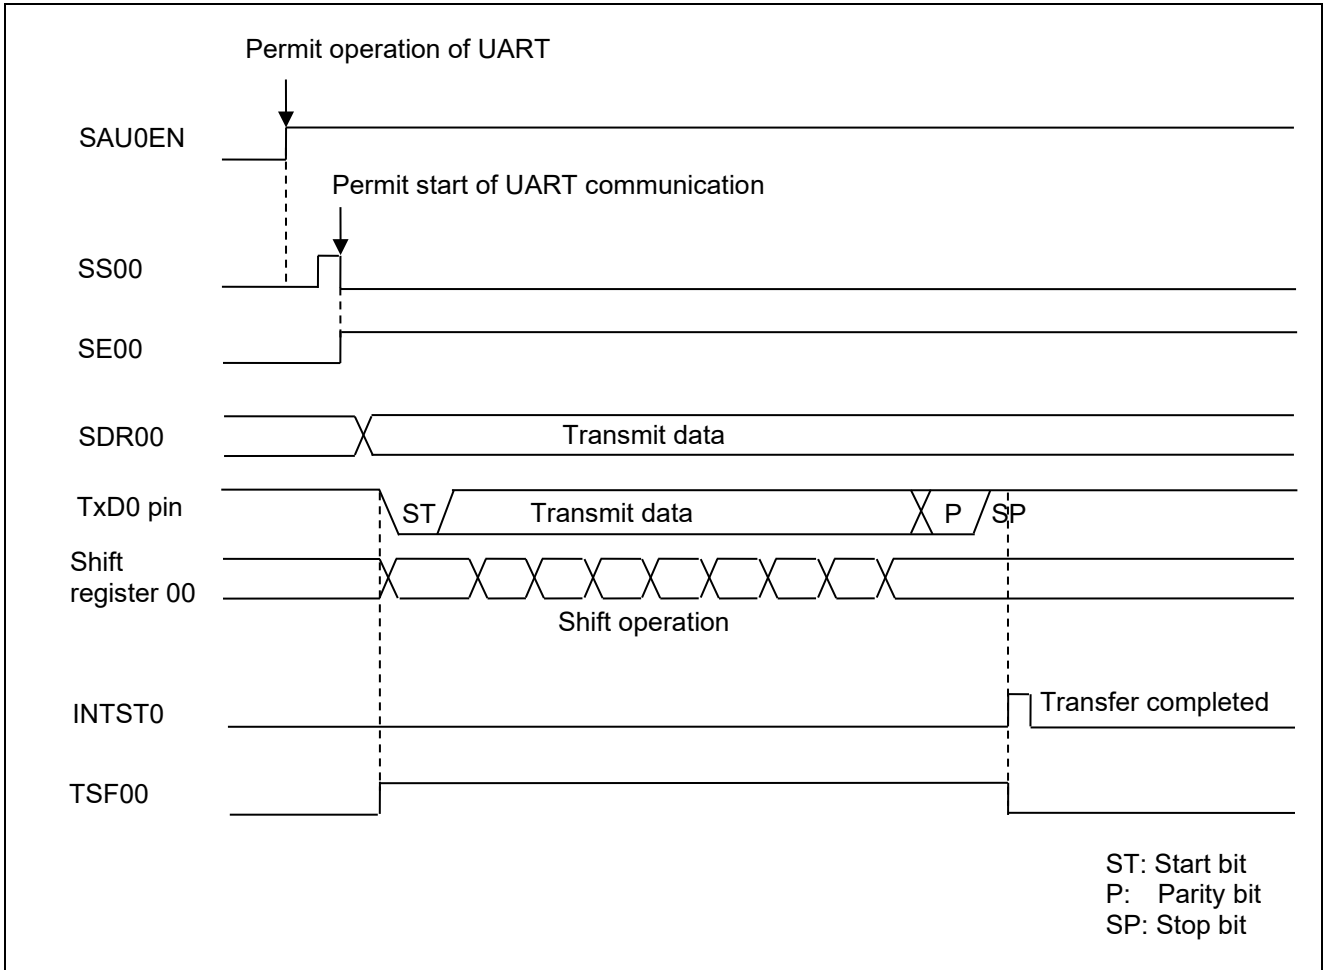 Permit operation of UART
SAU0EN
Permit start of UART communication
SS00
SE00
SDR00
Transmit data
TxD0 pin
ST
Transmit data
P
SP
Shift
register 00
Shift operation
INTST0
Transfer completed
TSF00
ST: Start bit
P: Parity bit
SP: Stop bit